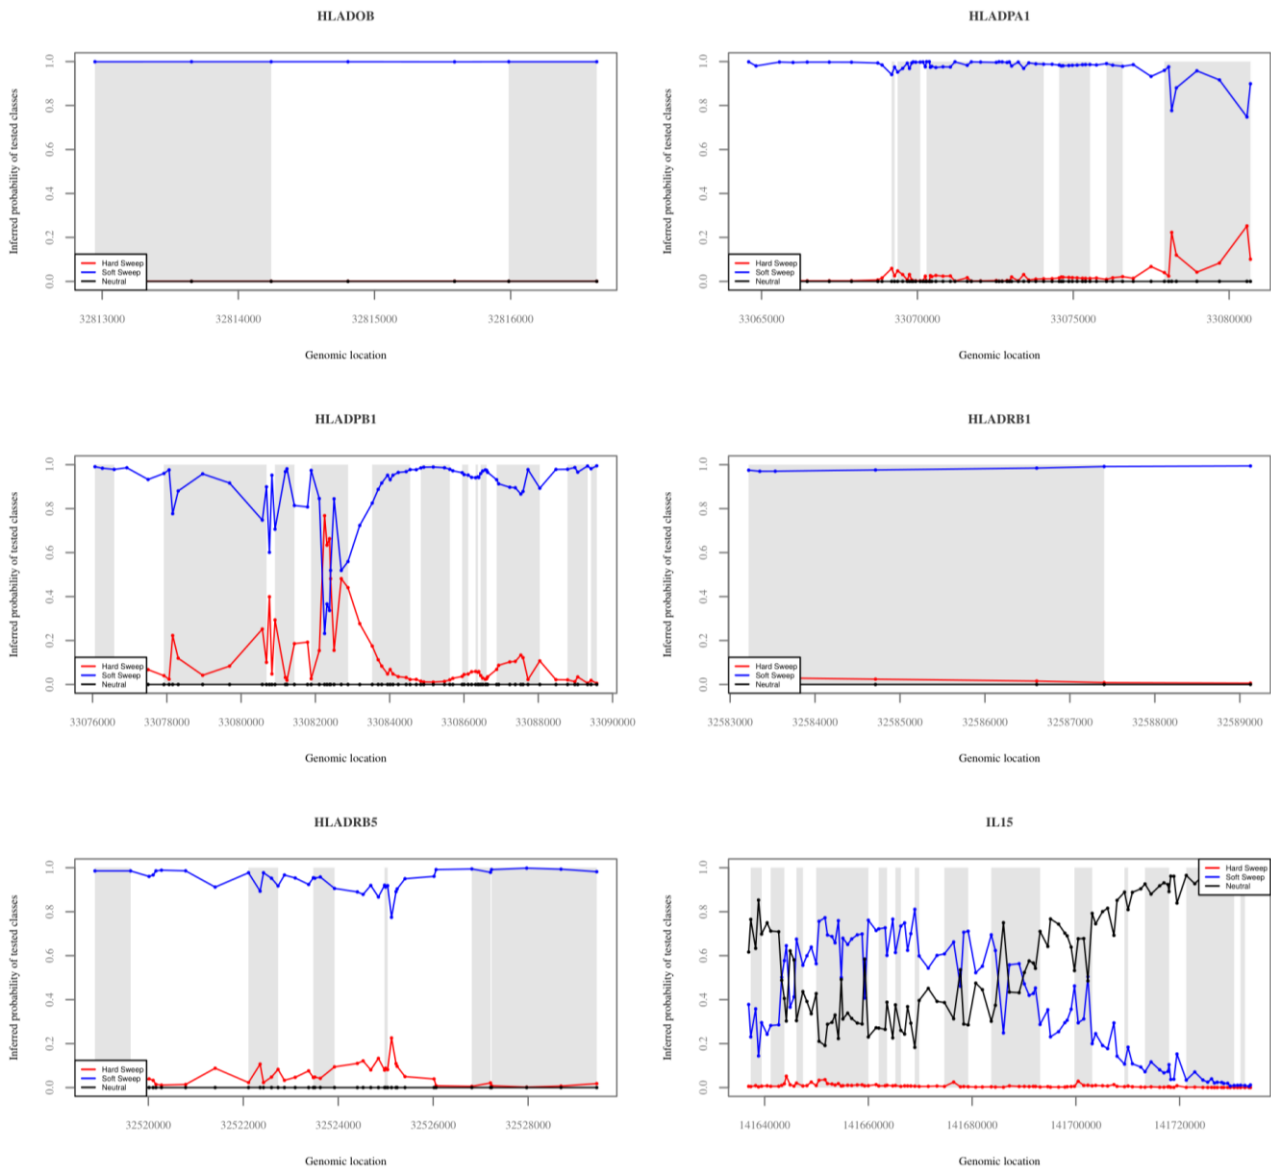 HLADOB
Inferred probability of tested classes
0.0 0.2 0.4 0.6 0.8 1.0
Hard Sweep
Soft Sweep
Neutral
32813000 32814000 32815000 32816000
Genomic location
HLADPA1
Inferred probability of tested classes
0.0 0.2 0.4 0.6 0.8 1.0
Hard Sweep
Soft Sweep
Neutral
33065000 33070000 33075000 33080000
Genomic location
HLADPB1
Inferred probability of tested classes
0.0 0.2 0.4 0.6 0.8 1.0
Hard Sweep
Soft Sweep
Neutral
33076000 33078000 33080000 33082000 33084000 33086000 33088000 33090000
Genomic location
HLADRB1
Inferred probability of tested classes
0.0 0.2 0.4 0.6 0.8 1.0
Hard Sweep
Soft Sweep
Neutral
32583000 32584000 32585000 32586000 32587000 32588000 32589000
Genomic location
HLADRB5
Inferred probability of tested classes
0.0 0.2 0.4 0.6 0.8 1.0
Hard Sweep
Soft Sweep
Neutral
32520000 32522000 32524000 32526000 32528000
Genomic location
IL15
Inferred probability of tested classes
0.0 0.2 0.4 0.6 0.8 1.0
Hard Sweep
Soft Sweep
Neutral
141640000 141660000 141680000 141700000 141720000
Genomic location